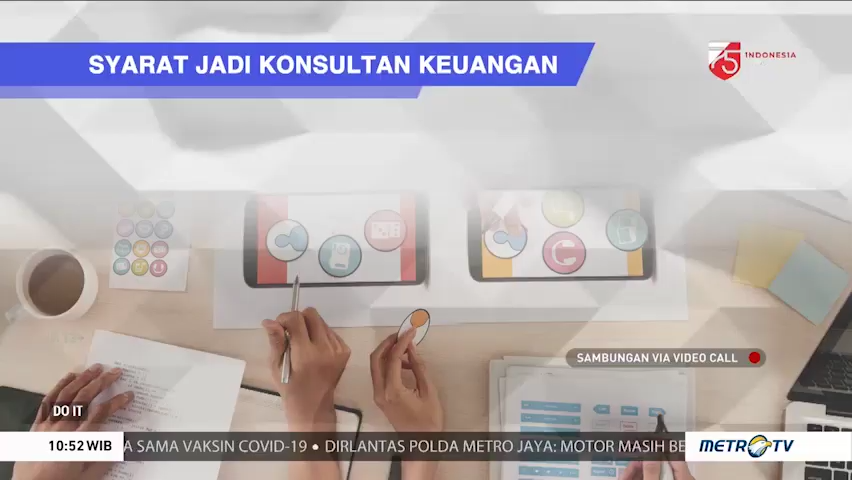 SYARAT JADI KONSULTAN KEUANGAN
75 INDONESIA
SAMBUNGAN VIA VIDEO CALL
DO IT
10:52 WIB
A SAMA VAKSIN COVID-19 • DIRLANTAS POLDA METRO JAYA: MOTOR MASIH BE
METRO TV